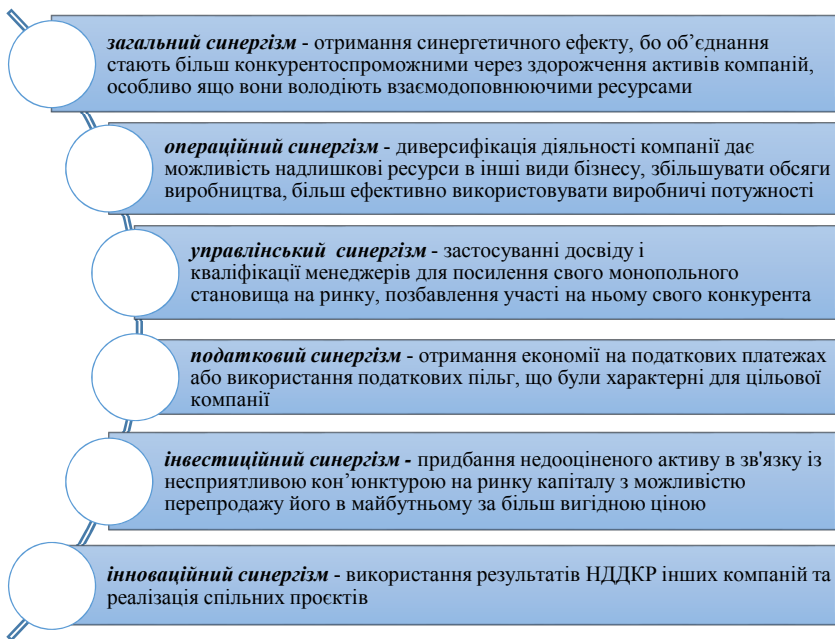 загальний синергізм - отримання синергетичного ефекту, бо об’єднання
стають більш конкурентоспроможними через здорожчення активів компаній,
особливо ящо вони володіють взаємодоповнюючими ресурсами
операційний синергізм - диверсифікація діяльності компанії дає
можливість надлишкові ресурси в інші види бізнесу, збільшувати обсяги
виробництва, більш ефективно використовувати виробничі потужності
управлінський синергізм - застосуванні досвіду і
кваліфікації менеджерів для посилення свого монопольного
становища на ринку, позбавлення участі на ньому свого конкурента
податковий синергізм - отримання економії на податкових платежах
або використання податкових пільг, що були характерні для цільової
компанії
інвестиційний синергізм - придбання недооціненого активу в зв'язку із
несприятливою кон’юнктурою на ринку капіталу з можливістю
перепродажу його в майбутньому за більш вигідною ціною
інноваційний синергізм - використання результатів НДДКР інших компаній та
реалізація спільних проєктів